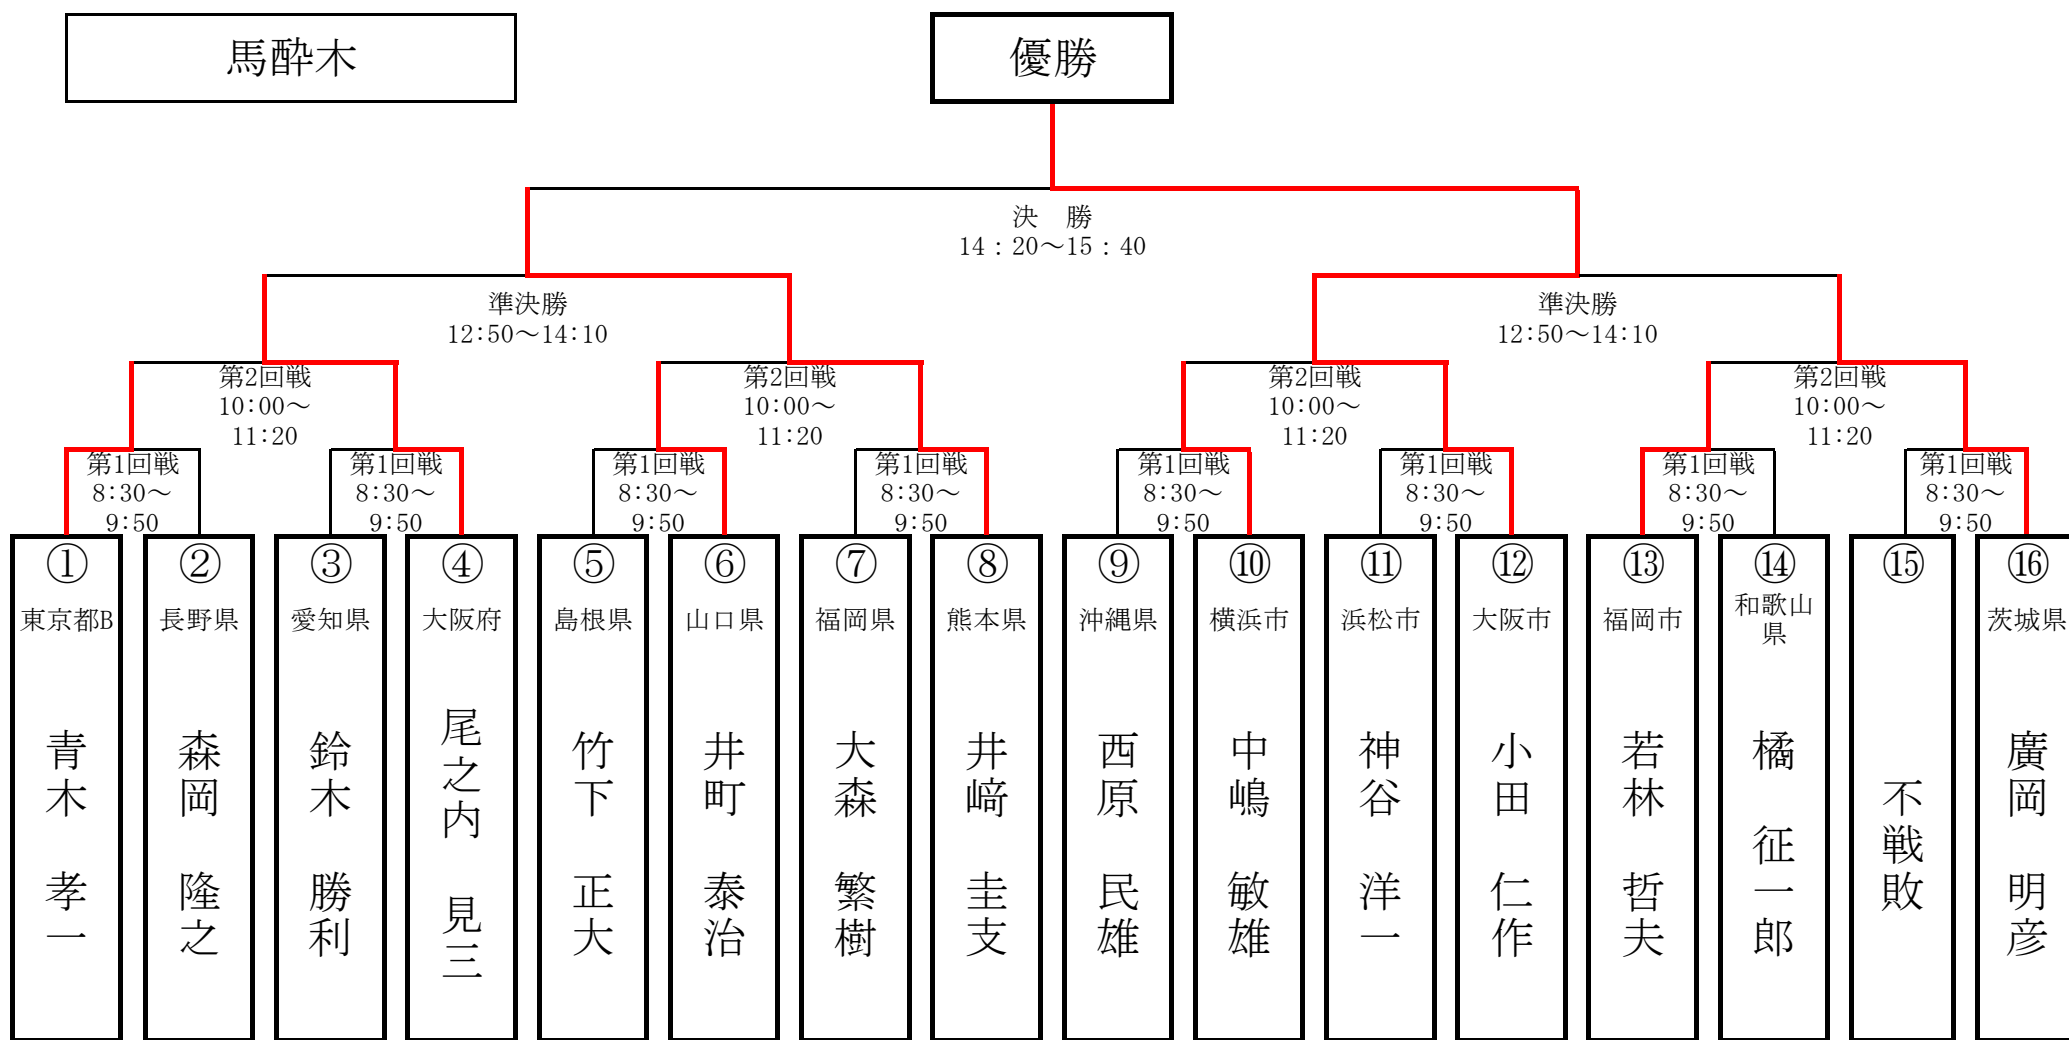 馬酔木
優勝
決　勝
14：20～15：40
準決勝
12:50～14:10
準決勝
12:50～14:10
第2回戦
10:00～
11:20
第2回戦
10:00～
11:20
第2回戦
10:00～
11:20
第2回戦
10:00～
11:20
第1回戦
8:30～
9:50
第1回戦
8:30～
9:50
第1回戦
8:30～
9:50
第1回戦
8:30～
9:50
第1回戦
8:30～
9:50
第1回戦
8:30～
9:50
第1回戦
8:30～
9:50
第1回戦
8:30～
9:50
①
東京都B
青木　孝一
②
長野県
森岡　隆之
③
愛知県
鈴木　勝利
④
大阪府
尾之内　見三
⑤
島根県
竹下　正大
⑥
山口県
井町　泰治
⑦
福岡県
大森　繁樹
⑧
熊本県
井﨑　圭支
⑨
沖縄県
西原　民雄
⑩
横浜市
中嶋　敏雄
⑪
浜松市
神谷　洋一
⑫
大阪市
小田　仁作
⑬
福岡市
若林　哲夫
⑭
和歌山
県
橘　征一郎
⑮
不戦敗
⑯
茨城県
廣岡　明彦